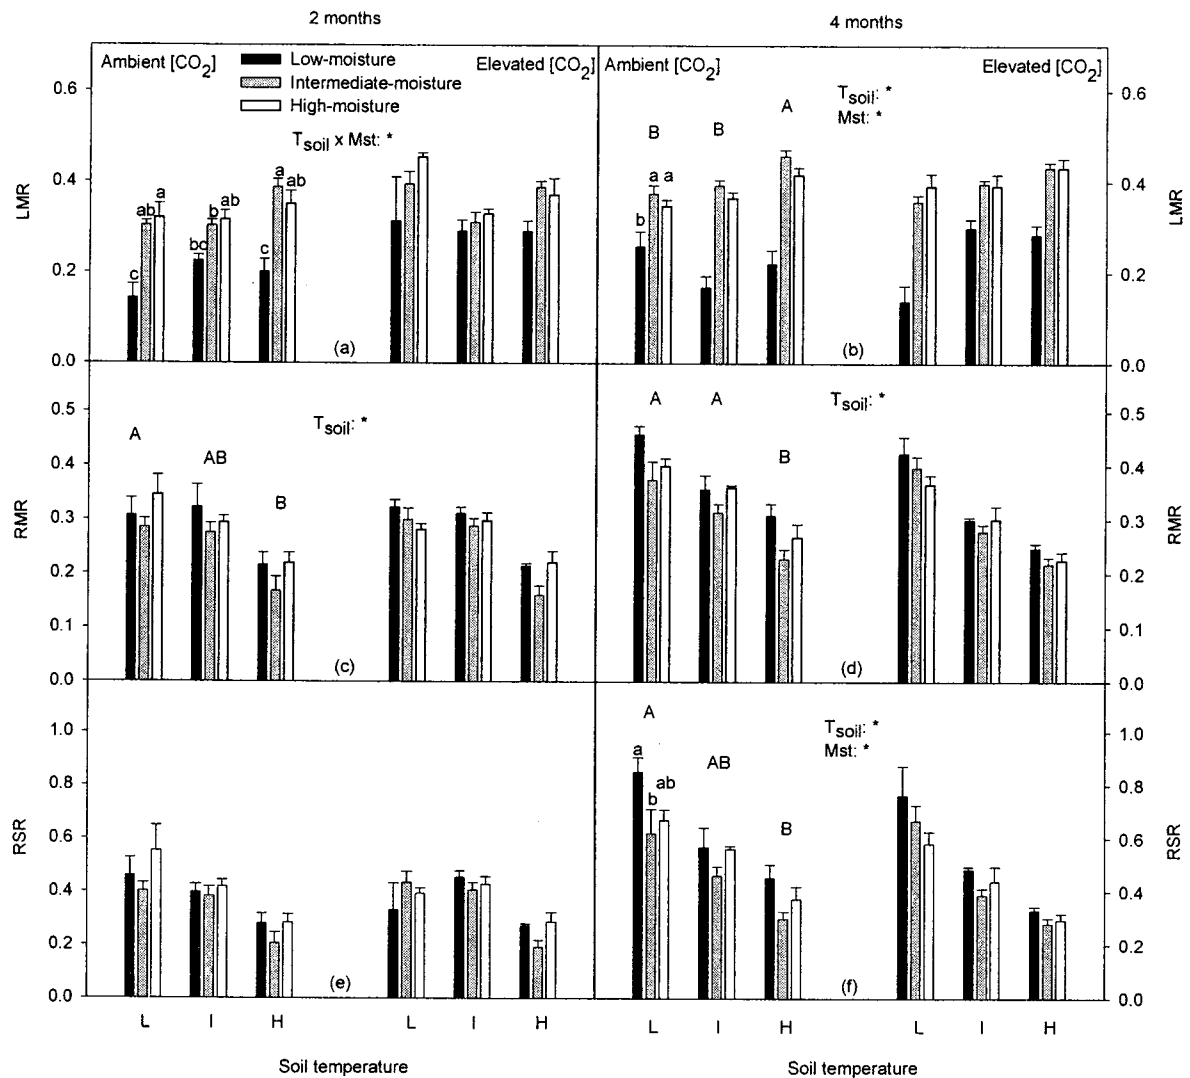 2 months
4 months
Ambient [CO2]
Low-moisture
Intermediate-moisture
High-moisture
Elevated [CO2]
Tsoil x Mst: *
Ambient [CO2]
Elevated [CO2]
Tsoil: *
Mst: *
0.6
0.4
0.2
0.0
LMR
c
ab
a
bc
b
ab
c
a
ab
(a)
B
B
A
b
a
a
(b)
0.6
0.4
0.2
0.0
LMR
0.5
0.4
0.3
0.2
0.1
0.0
RMR
A
AB
B
Tsoil: *
(c)
A
A
B
Tsoil: *
(d)
0.5
0.4
0.3
0.2
0.1
0.0
RMR
1.0
0.8
0.6
0.4
0.2
0.0
RSR
(e)
A
a
b
ab
AB
B
Tsoil: *
Mst: *
(f)
1.0
0.8
0.6
0.4
0.2
0.0
RSR
L I H L I H L I H L I H
Soil temperature
Soil temperature